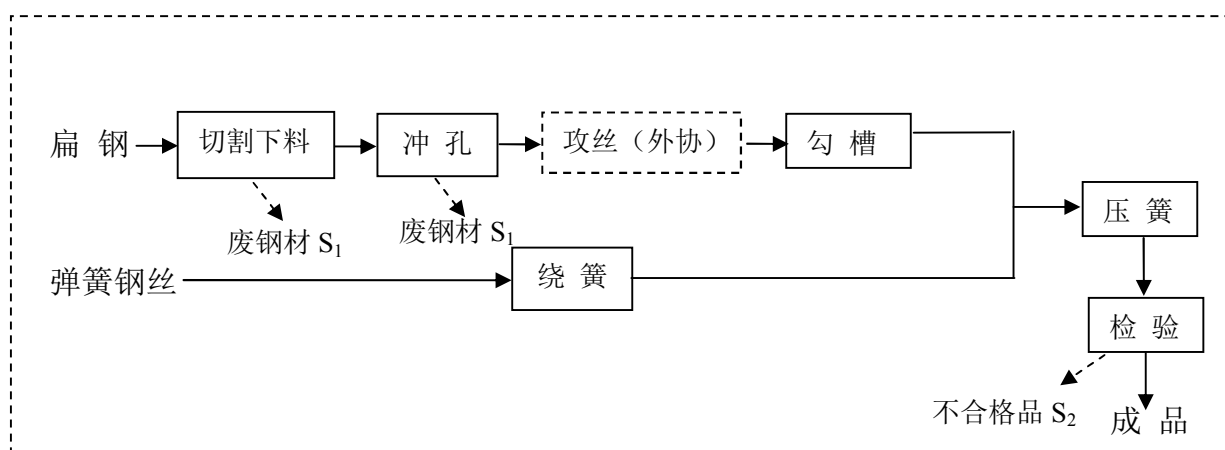 扁 钢
切割下料
冲 孔
攻丝（外协）
勾 槽
废钢材 S₁
废钢材 S₁
压 簧
弹簧钢丝
绕 簧
检 验
不合格品 S₂
成 品